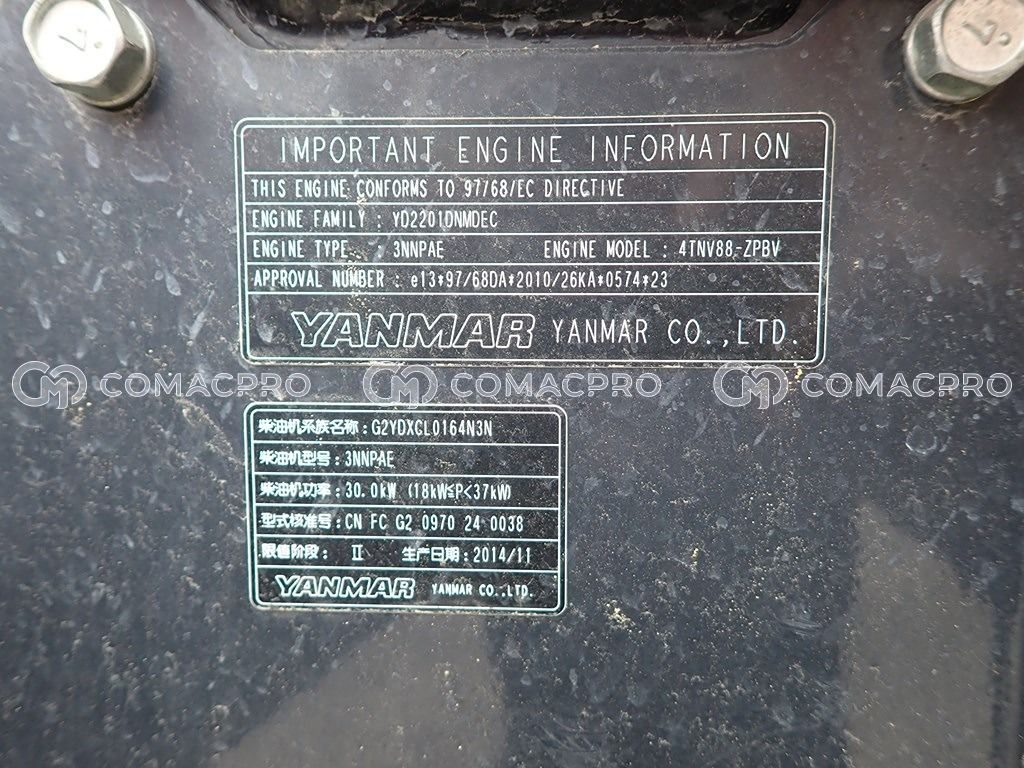 7
7
IMPORTANT ENGINE INFORMATION
THIS ENGINE CONFORMS TO 97/68/EC DIRECTIVE
ENGINE FAMILY : YD2201DNMDEC
ENGINE TYPE : 3NNPAE ENGINE MODEL : 4TNV88-ZPBV
APPROVAL NUMBER : e13*97/68DA*2010/26KA*0574*23
YANMAR YANMAR CO.,LTD.
COMACPRO COMACPRO COMACPRO
柴油机系族名称:G2YDXCL0164N3N
柴油机型号:3NNPAE
柴油机功率:30.0kW (18kW≤P<37kW)
型式核准号:CN FC G2 0970 24 0038
限值阶段: Ⅱ 生产日期:2014/11
YANMAR YANMAR CO.,LTD.